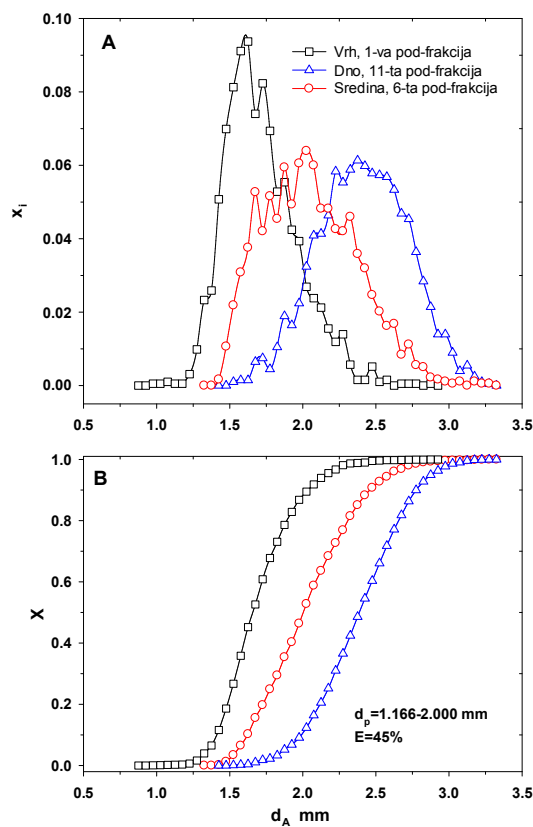 0.10
A
Vrh, 1-va pod-frakcija
Dno, 11-ta pod-frakcija
Sredina, 6-ta pod-frakcija
0.08
0.06
x_i
0.04
0.02
0.00
0.5 1.0 1.5 2.0 2.5 3.0 3.5
B
1.0
0.8
0.6
X
0.4
0.2
d_p=1.166-2.000 mm
E=45%
0.0
0.5 1.0 1.5 2.0 2.5 3.0 3.5
d_A mm